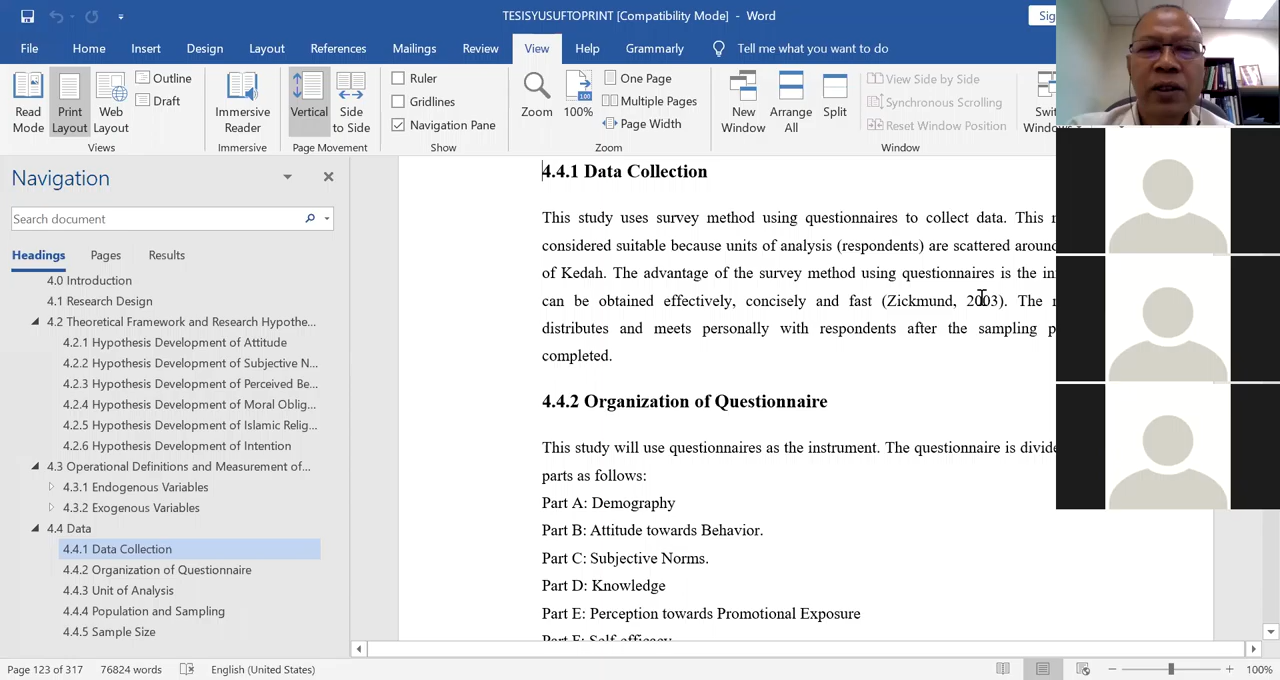 TESISYUSUFTOPRINT [Compatibility Mode] - Word
File Home Insert Design Layout References Mailings Review View Help Grammarly Tell me what you want to do
Read Mode
Print Layout
Web Layout
Outline
Draft
Views
Immersive Reader
Immersive
Vertical
Side to Side
Page Movement
Ruler
Gridlines
Navigation Pane
Show
Zoom
100%
One Page
Multiple Pages
Page Width
Zoom
New Window
Arrange All
Split
View Side by Side
Synchronous Scrolling
Reset Window Position
Window
Navigation
Search document
Headings Pages Results
4.0 Introduction
4.1 Research Design
4.2 Theoretical Framework and Research Hypothe...
4.2.1 Hypothesis Development of Attitude
4.2.2 Hypothesis Development of Subjective N...
4.2.3 Hypothesis Development of Perceived Be...
4.2.4 Hypothesis Development of Moral Oblig...
4.2.5 Hypothesis Development of Islamic Relig...
4.2.6 Hypothesis Development of Intention
4.3 Operational Definitions and Measurement of...
4.3.1 Endogenous Variables
4.3.2 Exogenous Variables
4.4 Data
4.4.1 Data Collection
4.4.2 Organization of Questionnaire
4.4.3 Unit of Analysis
4.4.4 Population and Sampling
4.4.5 Sample Size
4.4.1 Data Collection
This study uses survey method using questionnaires to collect data. This
considered suitable because units of analysis (respondents) are scattered
of Kedah. The advantage of the survey method using questionnaires is the
can be obtained effectively, concisely and fast (Zickmund, 2003). The
distributes and meets personally with respondents after the sampling
completed.
4.4.2 Organization of Questionnaire
This study will use questionnaires as the instrument. The questionnaire is
parts as follows:
Part A: Demography
Part B: Attitude towards Behavior.
Part C: Subjective Norms.
Part D: Knowledge
Part E: Perception towards Promotional Exposure
Part F: Self-efficacy
Page 123 of 317 76824 words English (United States) 100%